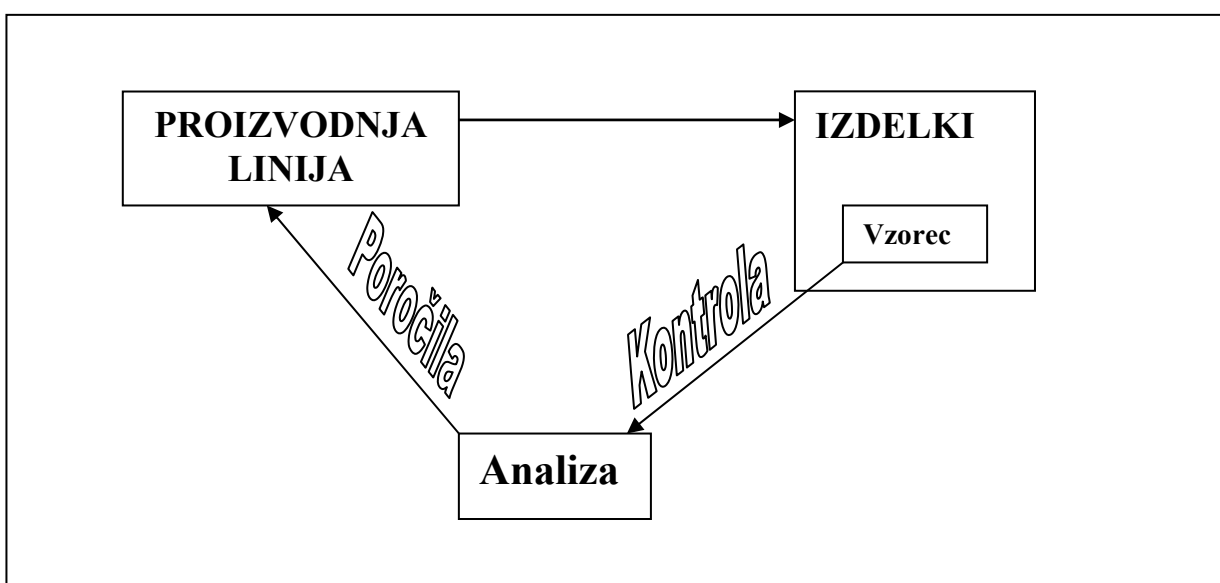 PROIZVODNJA
LINIJA
IZDELKI
Vzorec
Poročila
Kontrola
Analiza